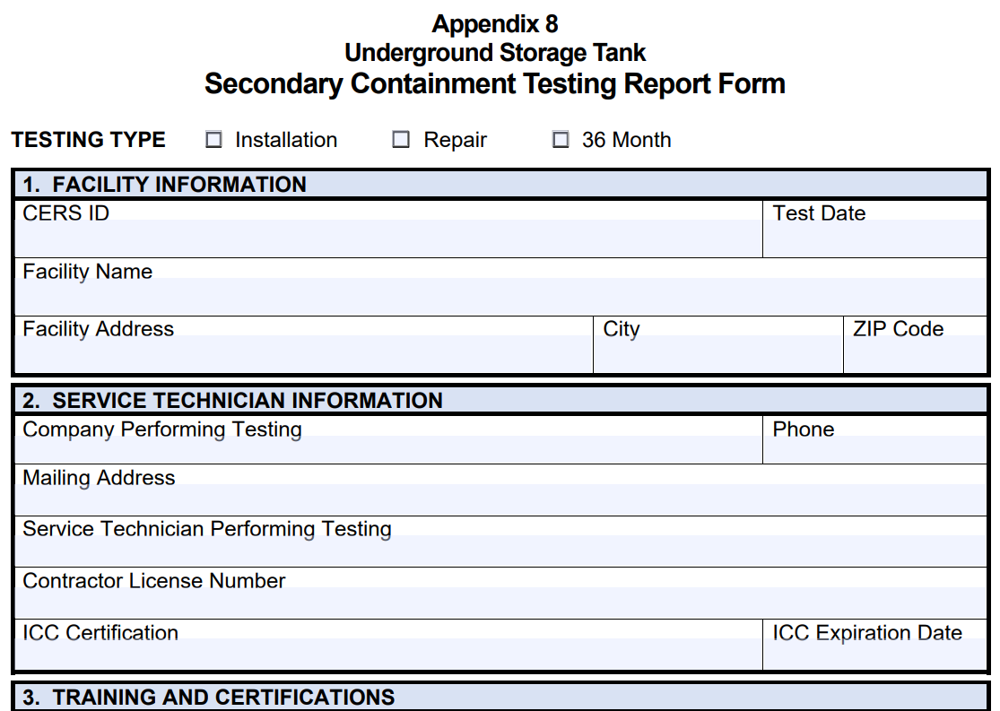 Appendix 8
Underground Storage Tank
Secondary Containment Testing Report Form
TESTING TYPE Installation Repair 36 Month
1. FACILITY INFORMATION
CERS ID Test Date
Facility Name
Facility Address City ZIP Code
2. SERVICE TECHNICIAN INFORMATION
Company Performing Testing Phone
Mailing Address
Service Technician Performing Testing
Contractor License Number
ICC Certification ICC Expiration Date
3. TRAINING AND CERTIFICATIONS